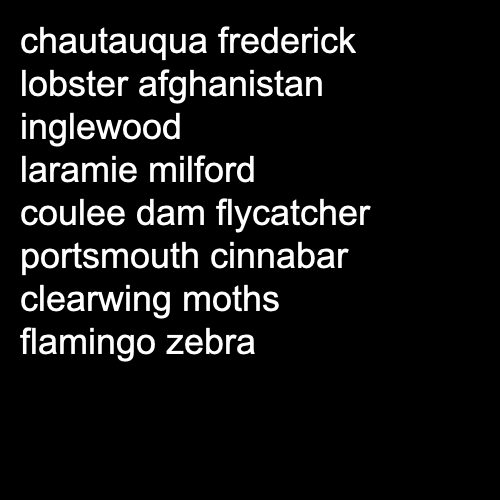 chautauqua frederick
lobster afghanistan
inglewood
laramie milford
coulee dam flycatcher
portsmouth cinnabar
clearwing moths
flamingo zebra